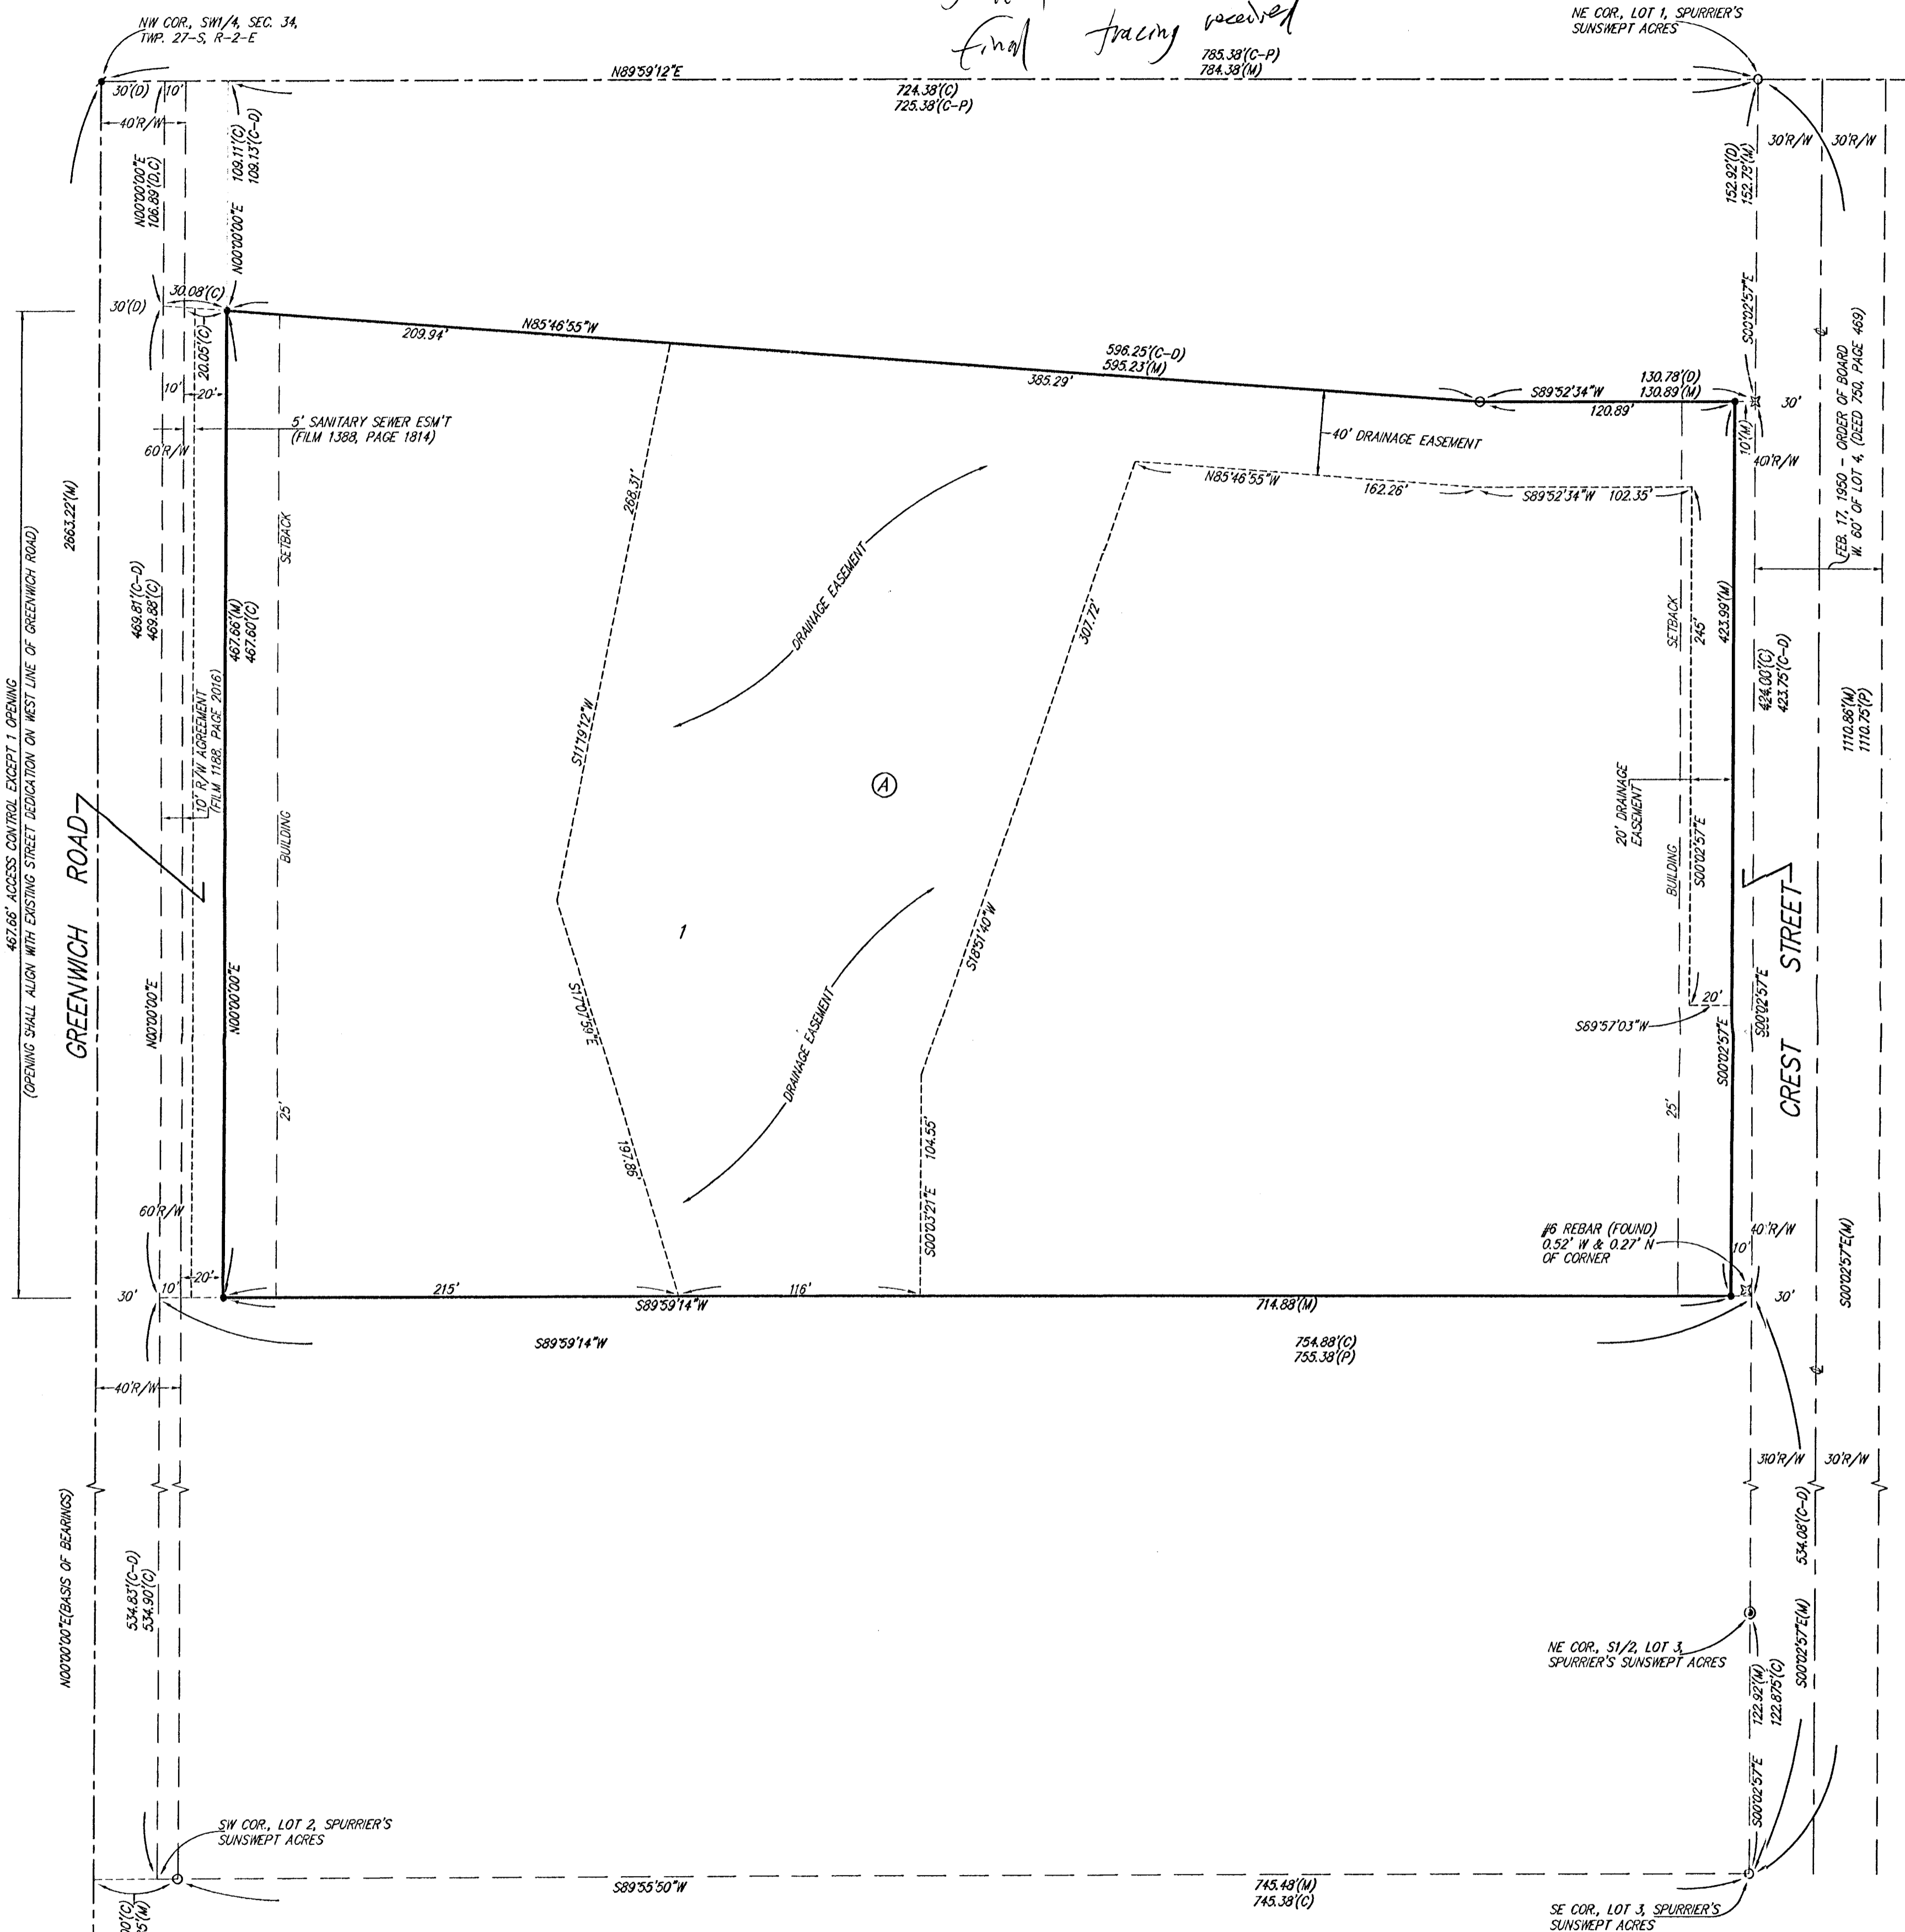 final tracing received
NW COR., SW1/4, SEC. 34,
TWP. 27-S, R-2-E
NE COR., LOT 1, SPURRIER'S
SUNSWEPT ACRES
N89°59'12"E
785.38'(C-P)
784.38'(M)
724.38'(C)
725.38'(C-P)
30'(D)
10'
40'R/W
N00°00'00"E
106.89'(D,C)
N00°00'00"E
109.11'(C)
109.13'(C-D)
152.92'(D)
152.79'(M)
S00°02'57"E
30'R/W
30'R/W
30'(D)
30.08'(C)
20.05'(C)
10'
20'
60'R/W
5' SANITARY SEWER ESM'T
(FILM 1388, PAGE 1814)
209.94'
N85°46'55"W
596.25'(C-D)
595.23'(M)
385.29'
S89°52'34"W
130.78'(D)
130.89'(M)
120.89'
30'
10'(M)
40'R/W
40' DRAINAGE EASEMENT
N85°46'55"W
162.26'
S89°52'34"W
102.35'
FEB. 17, 1950 - ORDER OF BOARD
W. 60' OF LOT 4, (DEED 750, PAGE 469)
467.66' ACCESS CONTROL EXCEPT 1 OPENING
(OPENING SHALL ALIGN WITH EXISTING STREET DEDICATION ON WEST LINE OF GREENWICH ROAD)
2663.22'(M)
469.81'(C-D)
469.88'(C)
467.66'(M)
467.60'(C)
10' R/W AGREEMENT
(FILM 1188, PAGE 2016)
SETBACK
BUILDING
25'
GREENWICH ROAD
N00°00'00"E
N00°00'00"E
268.31'
S11°19'12"W
DRAINAGE EASEMENT
307.72'
S18°51'40"W
A
1
S17°07'59"E
197.86'
DRAINAGE EASEMENT
104.55'
S00°03'21"E
SETBACK
245'
423.99'(M)
424.00'(C)
423.75'(C-D)
1110.86'(M)
1110.75'(P)
20' DRAINAGE
EASEMENT
BUILDING
S00°02'57"E
20'
S89°57'03"W
S00°02'57"E
S00°02'57"E
CREST STREET
25'
60'R/W
#6 REBAR (FOUND)
0.52' W & 0.27' N
OF CORNER
40'R/W
10'
S00°02'57"E(M)
30'
10'
20'
215'
S89°59'14"W
116'
714.88'(M)
30'
S89°59'14"W
754.88'(C)
755.38'(P)
40'R/W
30'R/W
N00°00'00"E(BASIS OF BEARINGS)
534.83'(C-D)
534.90'(C)
534.08'(C-D)
S00°02'57"E(M)
NE COR., S1/2, LOT 3,
SPURRIER'S SUNSWEPT ACRES
122.92'(M)
122.875'(C)
S00°02'57"E
SW COR., LOT 2, SPURRIER'S
SUNSWEPT ACRES
S89°55'50"W
745.48'(M)
745.38'(C)
SE COR., LOT 3, SPURRIER'S
SUNSWEPT ACRES